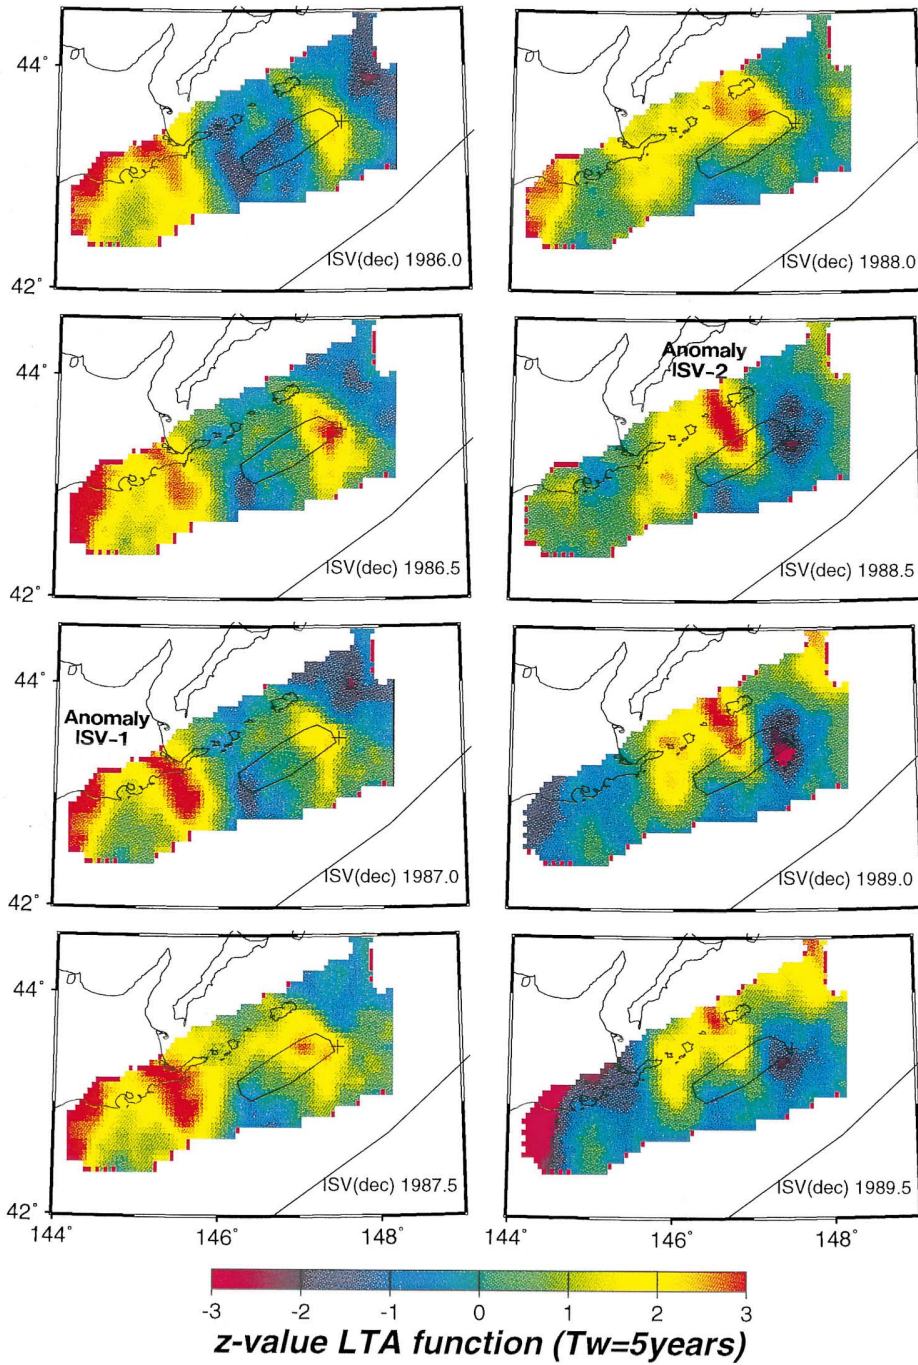 44°
42°
ISV(dec) 1986.0
ISV(dec) 1988.0
44°
42°
ISV(dec) 1986.5
Anomaly
ISV-2
ISV(dec) 1988.5
44°
42°
Anomaly
ISV-1
ISV(dec) 1987.0
ISV(dec) 1989.0
44°
42°
ISV(dec) 1987.5
ISV(dec) 1989.5
144° 146° 148°
144° 146° 148°
-3 -2 -1 0 1 2 3
z-value LTA function (Tw=5years)